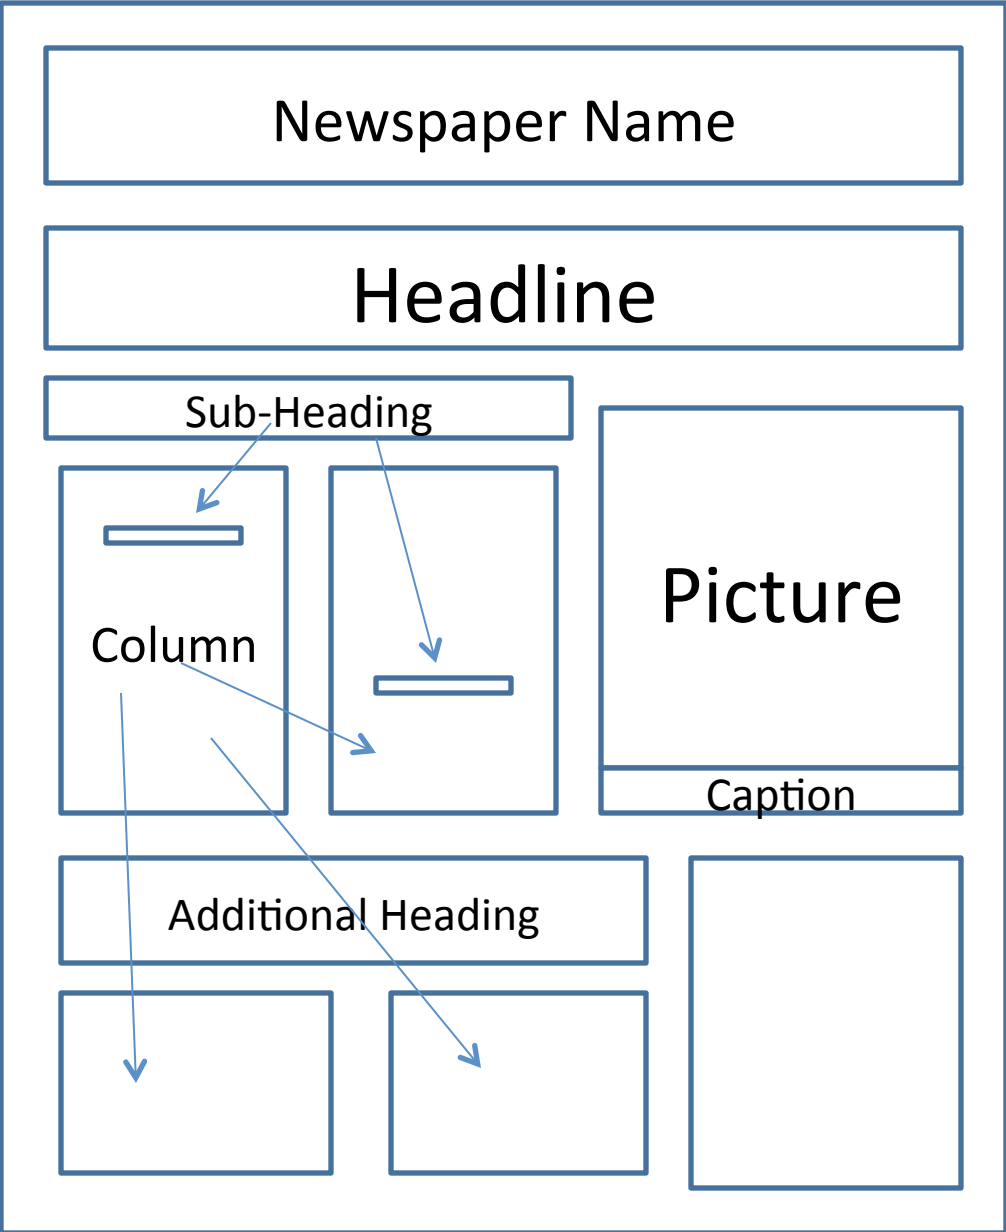 Newspaper Name
Headline
Sub-Heading
Column
Picture
Caption
Additional Heading